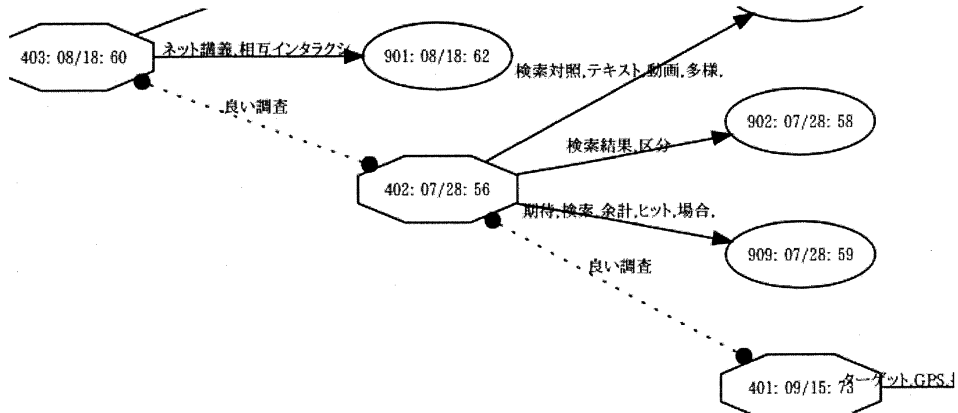 403: 08/18: 60
ネット講義,相互インタラクシ
901: 08/18: 62
検索対照,テキスト,動画,多様,
良い調査
902: 07/28: 58
検索結果,区分
402: 07/28: 56
期待,検索,余計,ヒット,場合,
909: 07/28: 59
良い調査
401: 09/15: 73
ターゲット,GPS,